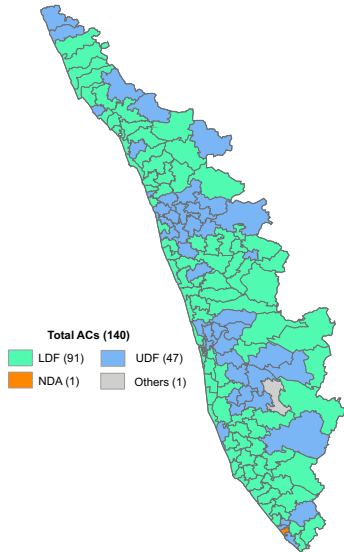 Total ACs (140)
LDF (91) UDF (47)
NDA (1) Others (1)